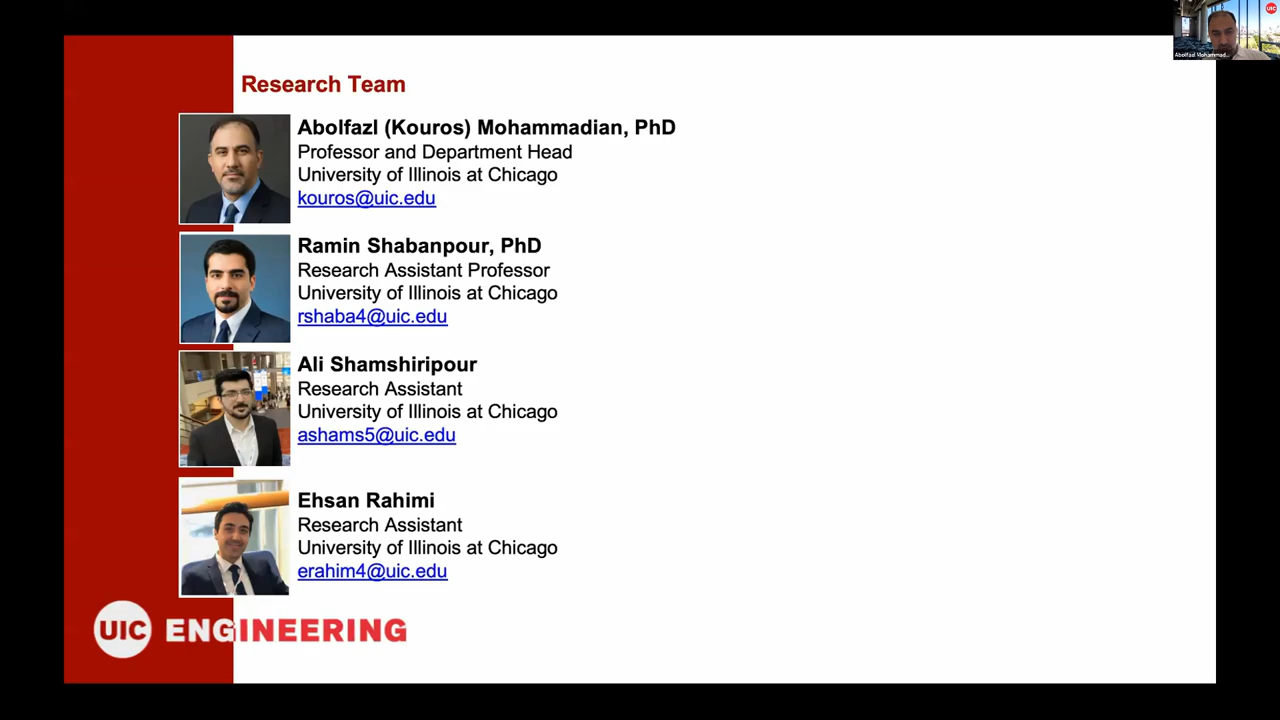 Research Team
Abolfazl (Kouros) Mohammadian, PhD
Professor and Department Head
University of Illinois at Chicago
kouros@uic.edu
Ramin Shabanpour, PhD
Research Assistant Professor
University of Illinois at Chicago
rshaba4@uic.edu
Ali Shamshiripour
Research Assistant
University of Illinois at Chicago
ashams5@uic.edu
Ehsan Rahimi
Research Assistant
University of Illinois at Chicago
erahim4@uic.edu
UIC ENGINEERING
UIC
Abolfazl Mohammad...